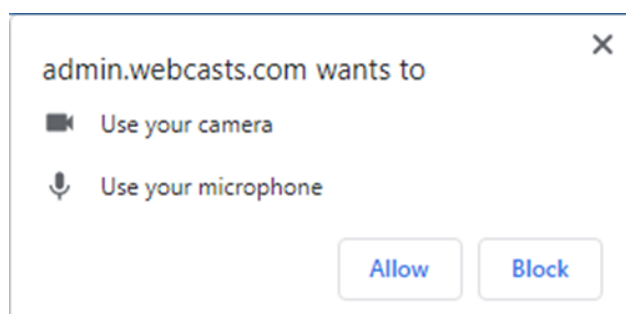 admin.webcasts.com wants to
Use your camera
Use your microphone
Allow Block